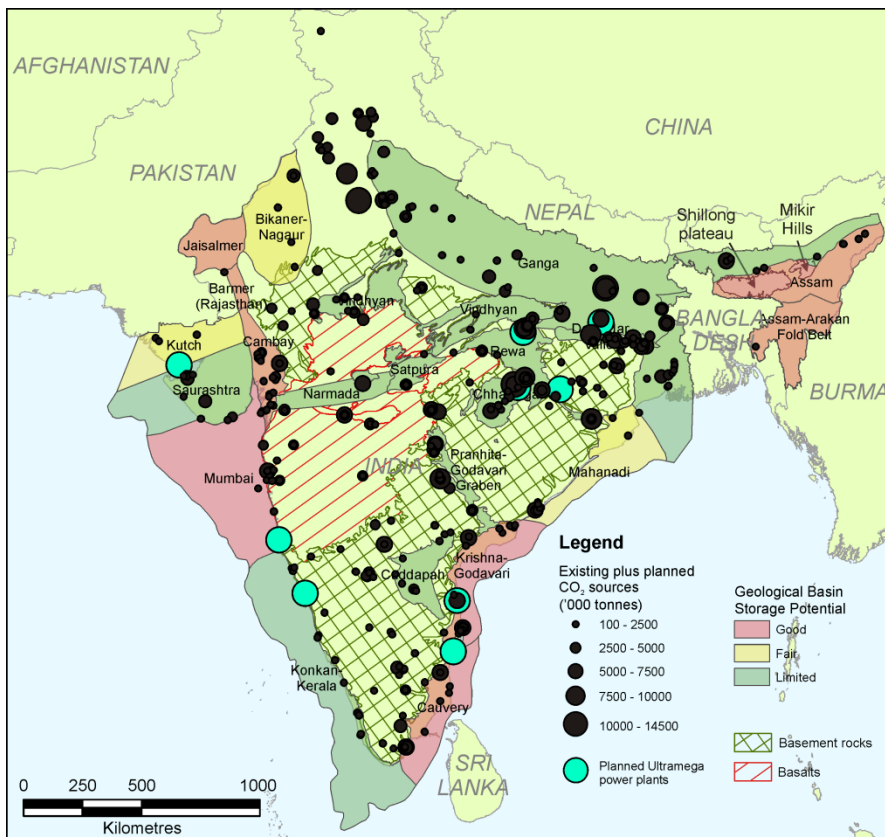 AFGHANISTAN
CHINA
PAKISTAN
NEPAL
Shillong
plateau
Mikir
Hills
Bikaner-
Nagaur
Jaisalmer
Ganga
Assam
Barmer
(Rajasthan)
Vindhyan
BANGLA
DESH
Assam-Arakan
Fold Belt
Kutch
Cambay
Rewa
Satpura
BURMA
Saurashtra
Narmada
INDIA
Mumbai
Pranhita-
Godavari
Graben
Mahanadi
Krishna-
Godavari
Cuddapah
Konkan-
Kerala
Cauvery
SRI
LANKA
Legend
Existing plus planned
CO₂ sources
('000 tonnes)
100 - 2500
2500 - 5000
5000 - 7500
7500 - 10000
10000 - 14500
Planned Ultramega
power plants
Geological Basin
Storage Potential
Good
Fair
Limited
Basement rocks
Basalts
0 250 500 1000
Kilometres